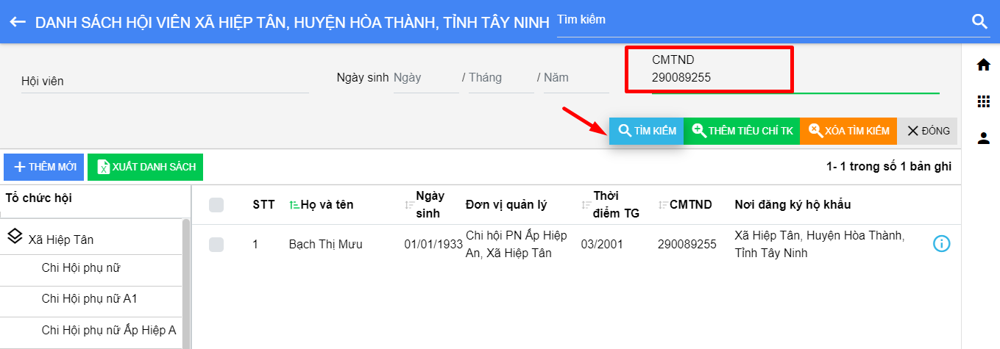 DANH SÁCH HỘI VIÊN XÃ HIỆP TÂN, HUYỆN HÒA THÀNH, TỈNH TÂY NINH Tìm kiếm
Hội viên Ngày sinh Ngày / Tháng / Năm
CMTND
290089255
TÌM KIẾM THÊM TIÊU CHÍ TK XÓA TÌM KIẾM ĐÓNG
THÊM MỚI XUẤT DANH SÁCH 1- 1 trong số 1 bản ghi
Tổ chức hội
Xã Hiệp Tân
Chi Hội phụ nữ
Chi Hội phụ nữ A1
Chi Hội phụ nữ Ấp Hiệp A
STT Họ và tên Ngày sinh Đơn vị quản lý Thời điểm TG CMTND Nơi đăng ký hộ khẩu
1 Bạch Thị Mưu 01/01/1933 Chi hội PN Ấp Hiệp An, Xã Hiệp Tân 03/2001 290089255 Xã Hiệp Tân, Huyện Hòa Thành, Tỉnh Tây Ninh